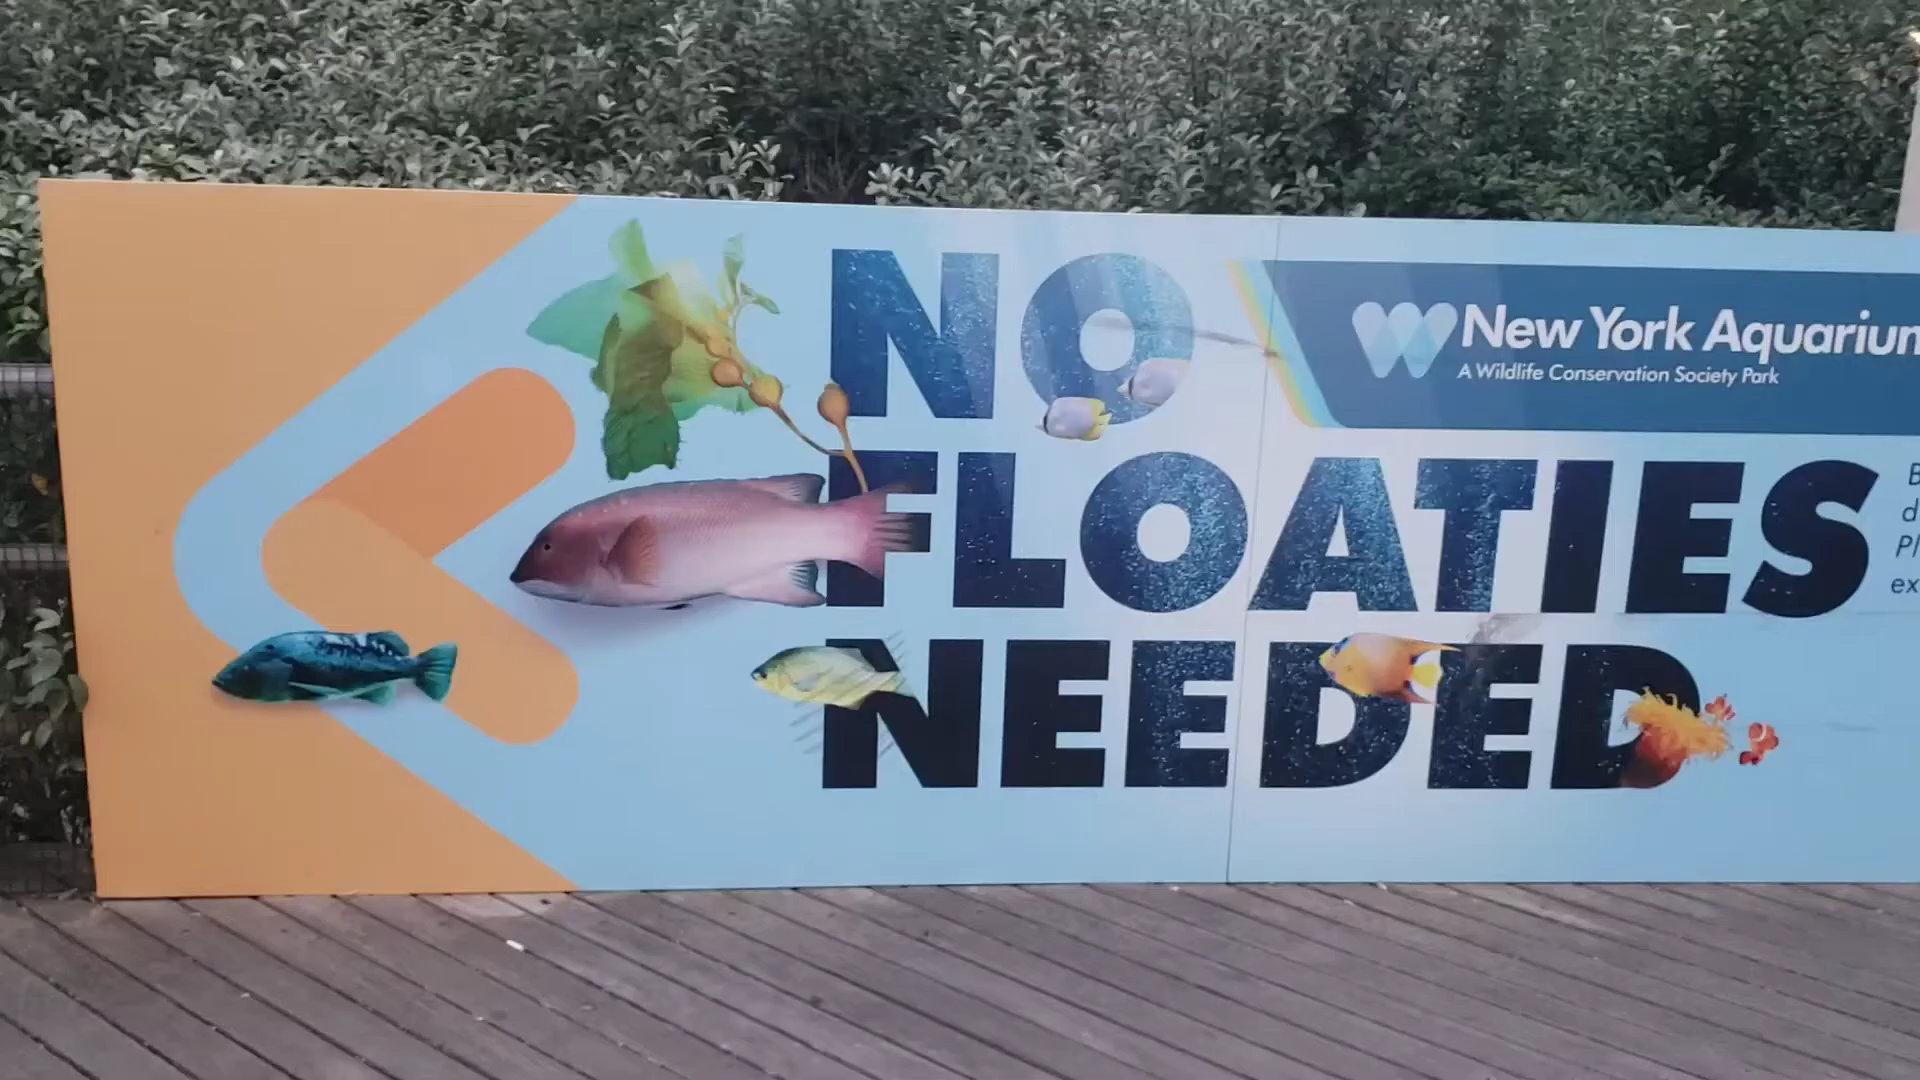 NO
FLOATIES
NEEDED
New York Aquarium
A Wildlife Conservation Society Park